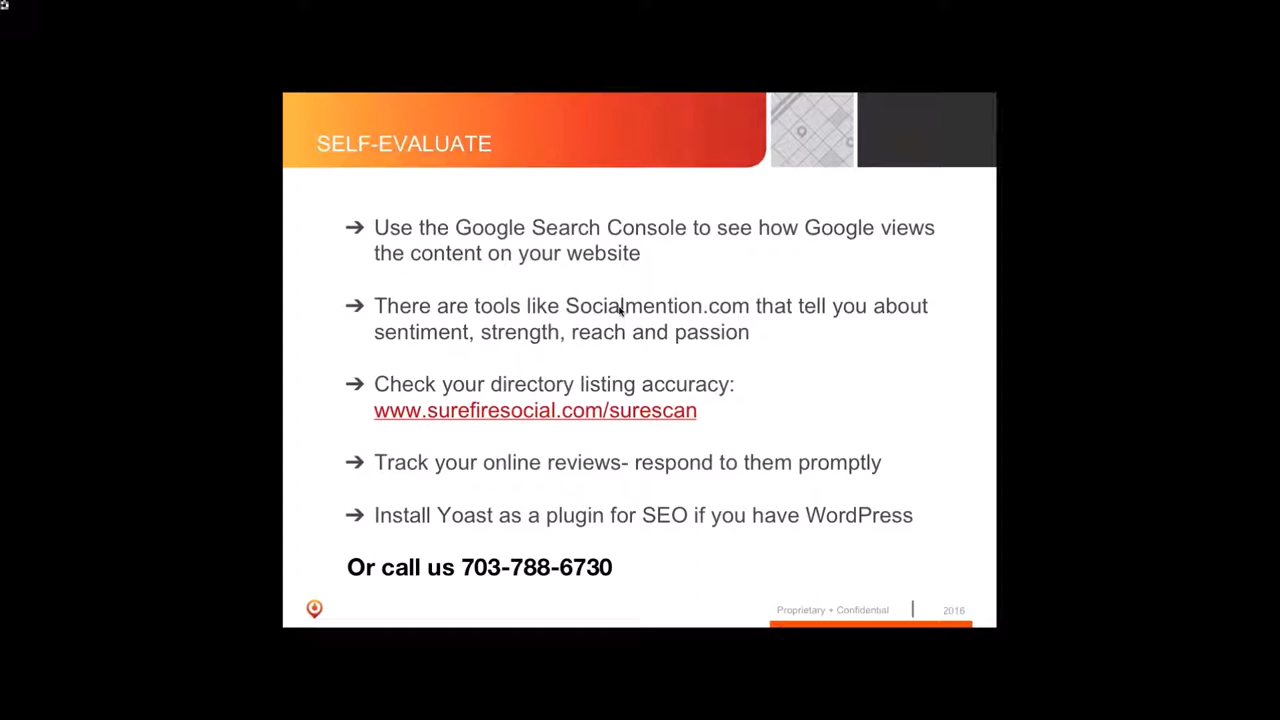 SELF-EVALUATE
➔ Use the Google Search Console to see how Google views
the content on your website
➔ There are tools like Socialmention.com that tell you about
sentiment, strength, reach and passion
➔ Check your directory listing accuracy:
www.surefiresocial.com/surescan
➔ Track your online reviews- respond to them promptly
➔ Install Yoast as a plugin for SEO if you have WordPress
Or call us 703-788-6730
Proprietary + Confidential | 2016